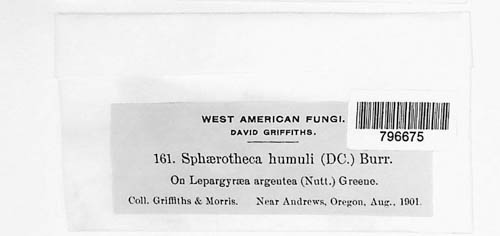 WEST AMERICAN FUNGI.
DAVID GRIFFITHS.
796675
161. Sphærotheca humuli (DC.) Burr.
On Lepargyræa argentea (Nutt.) Greene.
Coll. Griffiths & Morris. Near Andrews, Oregon, Aug., 1901.